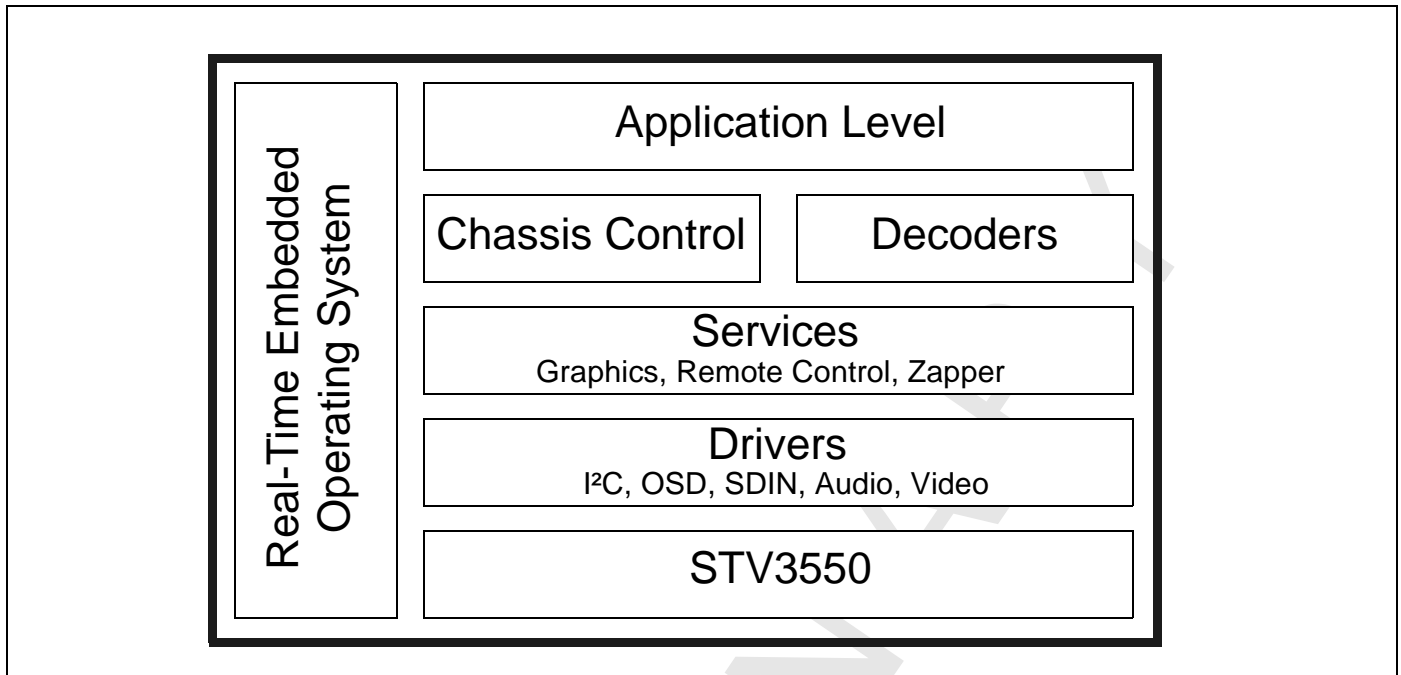 Real-Time Embedded
Operating System
Application Level
Chassis Control
Decoders
Services
Graphics, Remote Control, Zapper
Drivers
I²C, OSD, SDIN, Audio, Video
STV3550